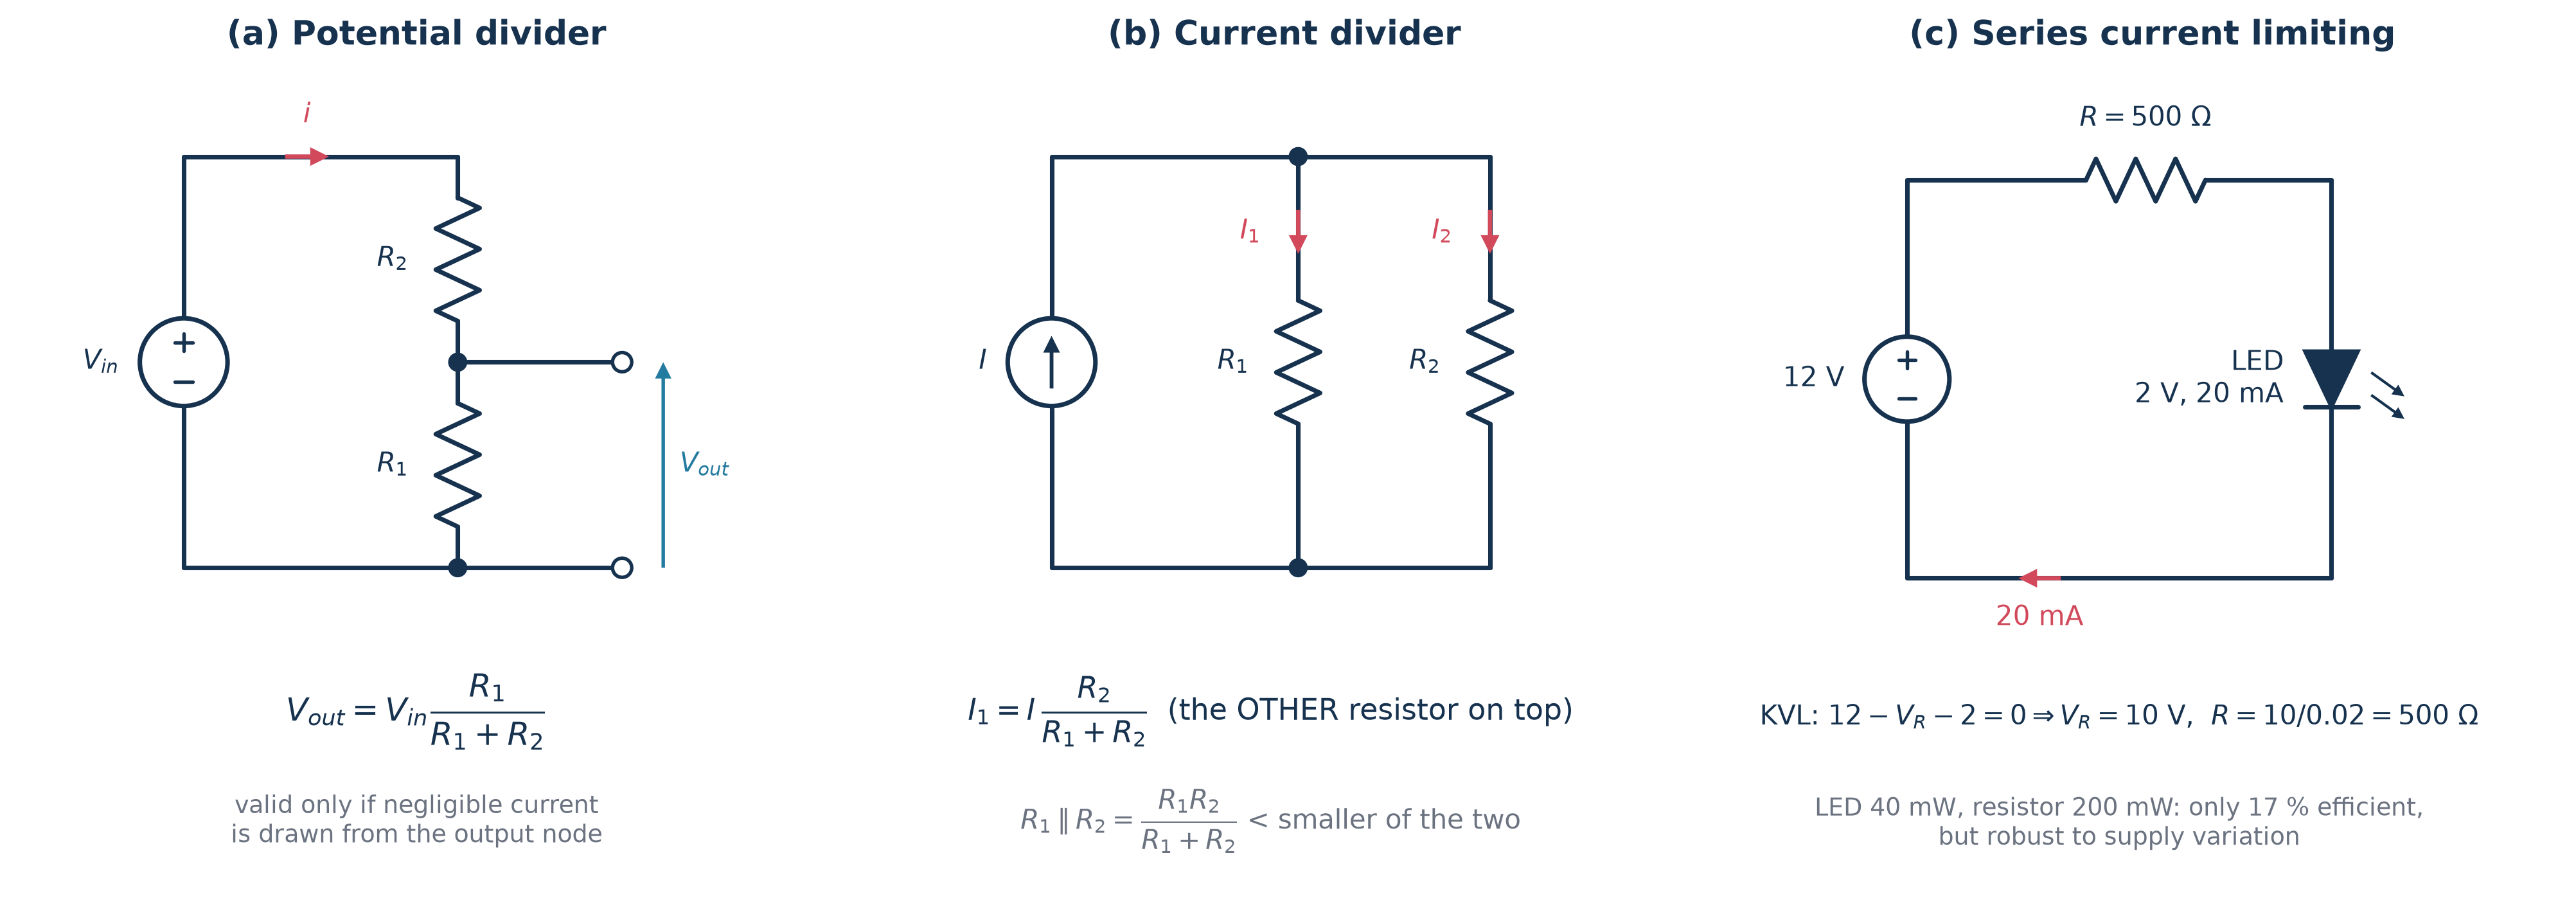 (a) Potential divider
i
R₂
+
−
V_in
R₁
V_out
V_out = V_in R₁/(R₁ + R₂)
valid only if negligible current
is drawn from the output node
(b) Current divider
I₁
I₂
I
R₁
R₂
I₁ = I R₂/(R₁ + R₂) (the OTHER resistor on top)
R₁ ∥ R₂ = R₁R₂/(R₁ + R₂) < smaller of the two
(c) Series current limiting
R = 500 Ω
+
−
12 V
LED
2 V, 20 mA
20 mA
KVL: 12 − V_R − 2 = 0 ⇒ V_R = 10 V, R = 10/0.02 = 500 Ω
LED 40 mW, resistor 200 mW: only 17 % efficient,
but robust to supply variation